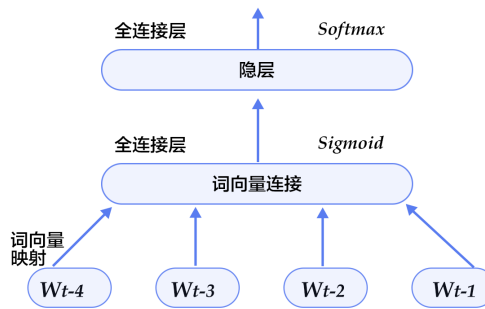 全连接层 Softmax
隐层
全连接层 Sigmoid
词向量连接
词向量
映射
Wt-4 Wt-3 Wt-2 Wt-1